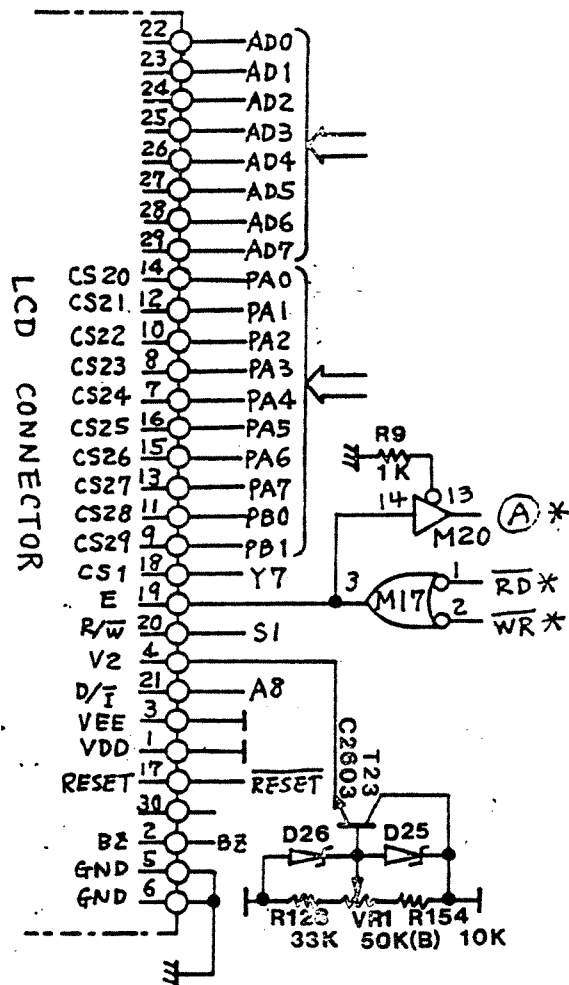 22 AD0
23 AD1
24 AD2
25 AD3
26 AD4
27 AD5
28 AD6
29 AD7
CS20 14 PA0
CS21 12 PA1
CS22 10 PA2
CS23 8 PA3
CS24 7 PA4
CS25 16 PA5
CS26 15 PA6
CS27 13 PA7
CS28 11 PB0
CS29 9 PB1
CS1 18 Y7
E 19
R/W̅ 20 S1
V2 4
D/I̅ 21 A8
VEE 3
VDD 1
RESET 17 R̅E̅S̅E̅T̅
30
BZ 2 BZ
GND 5
GND 6
LCD CONNECTOR
R9
1K
14 13
M20
A *
3 M17 1 R̅D̅ *
2 W̅R̅ *
T23
C2603
D26 D25
R123 VR1 R154
33K 50K(B) 10K